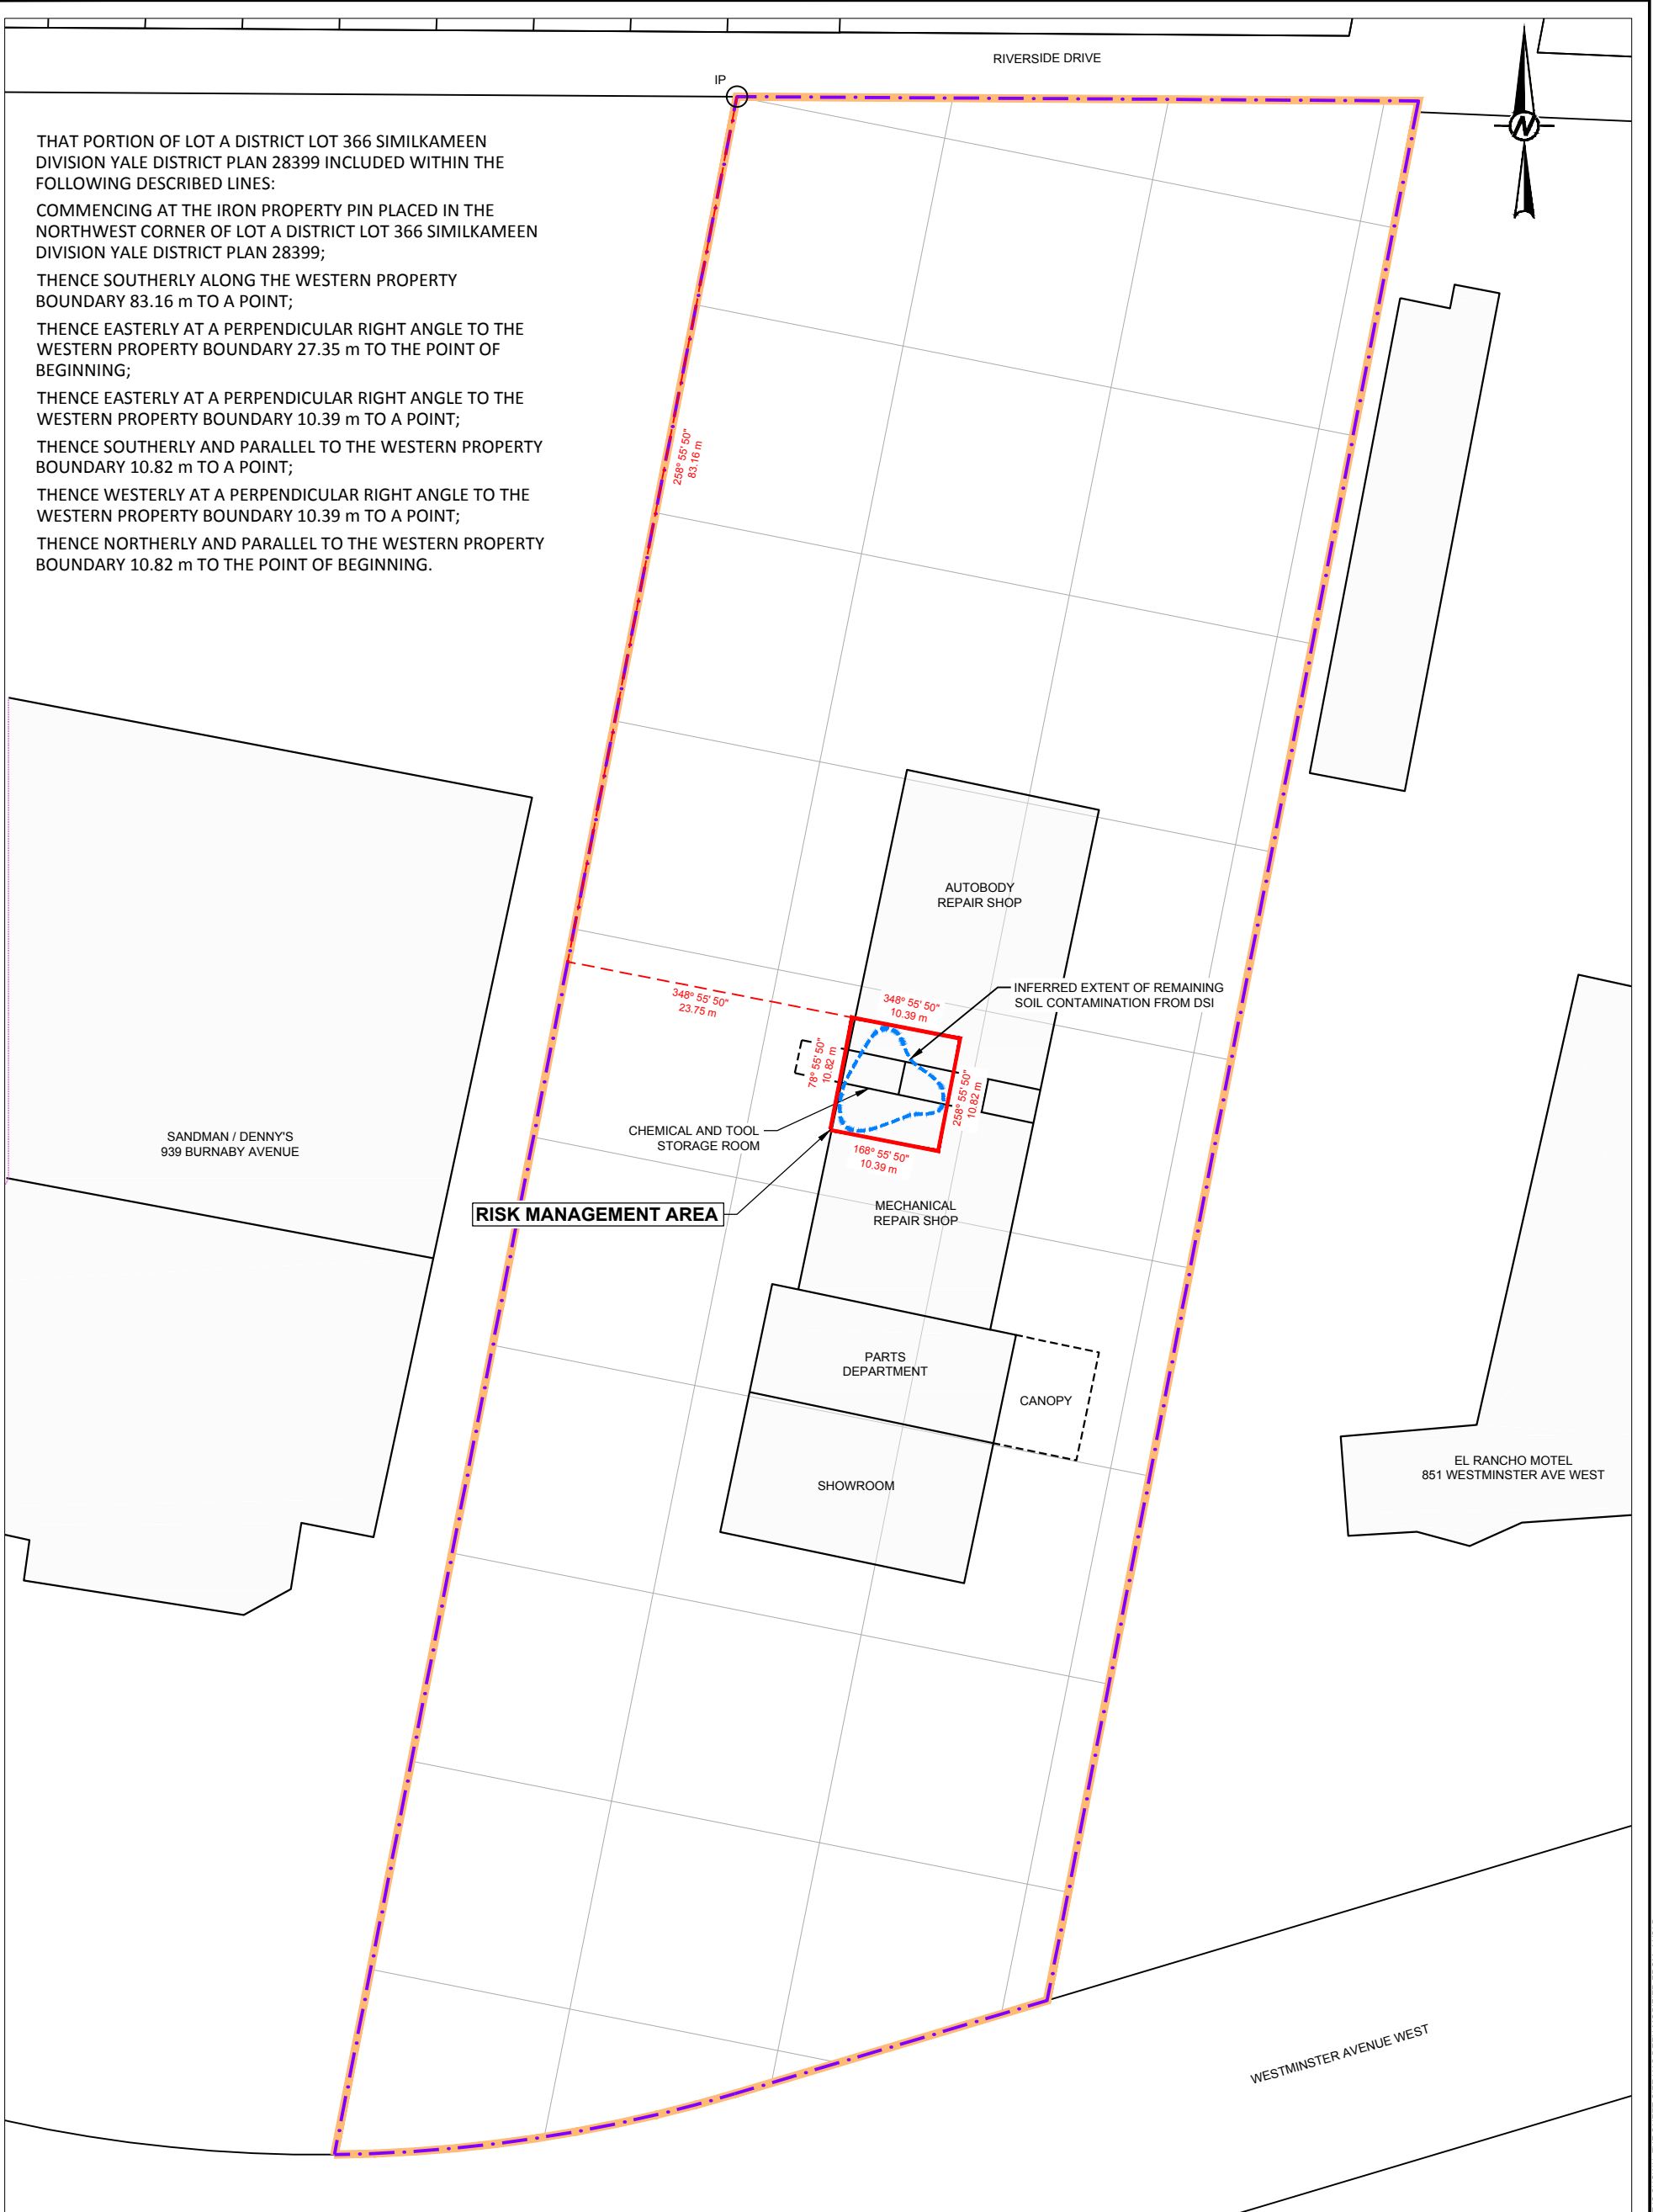 RIVERSIDE DRIVE
IP
N
THAT PORTION OF LOT A DISTRICT LOT 366 SIMILKAMEEN
DIVISION YALE DISTRICT PLAN 28399 INCLUDED WITHIN THE
FOLLOWING DESCRIBED LINES:
COMMENCING AT THE IRON PROPERTY PIN PLACED IN THE
NORTHWEST CORNER OF LOT A DISTRICT LOT 366 SIMILKAMEEN
DIVISION YALE DISTRICT PLAN 28399;
THENCE SOUTHERLY ALONG THE WESTERN PROPERTY
BOUNDARY 83.16 m TO A POINT;
THENCE EASTERLY AT A PERPENDICULAR RIGHT ANGLE TO THE
WESTERN PROPERTY BOUNDARY 27.35 m TO THE POINT OF
BEGINNING;
THENCE EASTERLY AT A PERPENDICULAR RIGHT ANGLE TO THE
WESTERN PROPERTY BOUNDARY 10.39 m TO A POINT;
THENCE SOUTHERLY AND PARALLEL TO THE WESTERN PROPERTY
BOUNDARY 10.82 m TO A POINT;
THENCE WESTERLY AT A PERPENDICULAR RIGHT ANGLE TO THE
WESTERN PROPERTY BOUNDARY 10.39 m TO A POINT;
THENCE NORTHERLY AND PARALLEL TO THE WESTERN PROPERTY
BOUNDARY 10.82 m TO THE POINT OF BEGINNING.
258° 55' 50"
83.16 m
AUTOBODY
REPAIR SHOP
INFERRED EXTENT OF REMAINING
SOIL CONTAMINATION FROM DSI
348° 55' 50"
23.75 m
348° 55' 50"
10.39 m
78° 55' 50"
10.82 m
258° 55' 50"
10.82 m
CHEMICAL AND TOOL
STORAGE ROOM
168° 55' 50"
10.39 m
SANDMAN / DENNY'S
939 BURNABY AVENUE
RISK MANAGEMENT AREA
MECHANICAL
REPAIR SHOP
PARTS
DEPARTMENT
CANOPY
SHOWROOM
EL RANCHO MOTEL
851 WESTMINSTER AVE WEST
WESTMINSTER AVENUE WEST